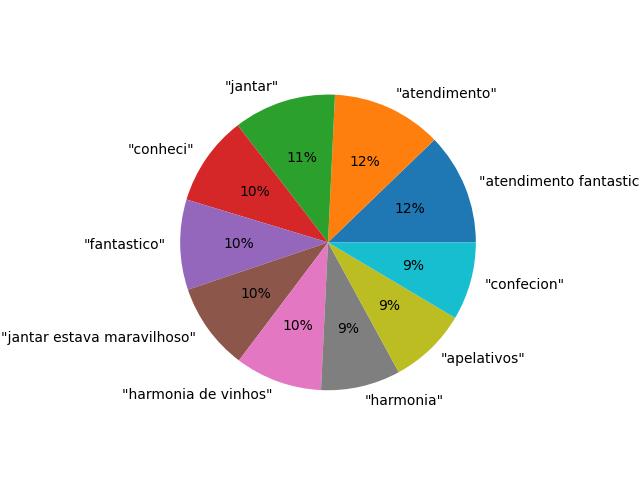 "jantar"
"atendimento"
"conheci"
11%
12%
"atendimento fantastic
10%
12%
"fantastico"
10%
9%
"confecion"
10%
10%
9%
9%
"jantar estava maravilhoso"
"apelativos"
"harmonia de vinhos"
"harmonia"